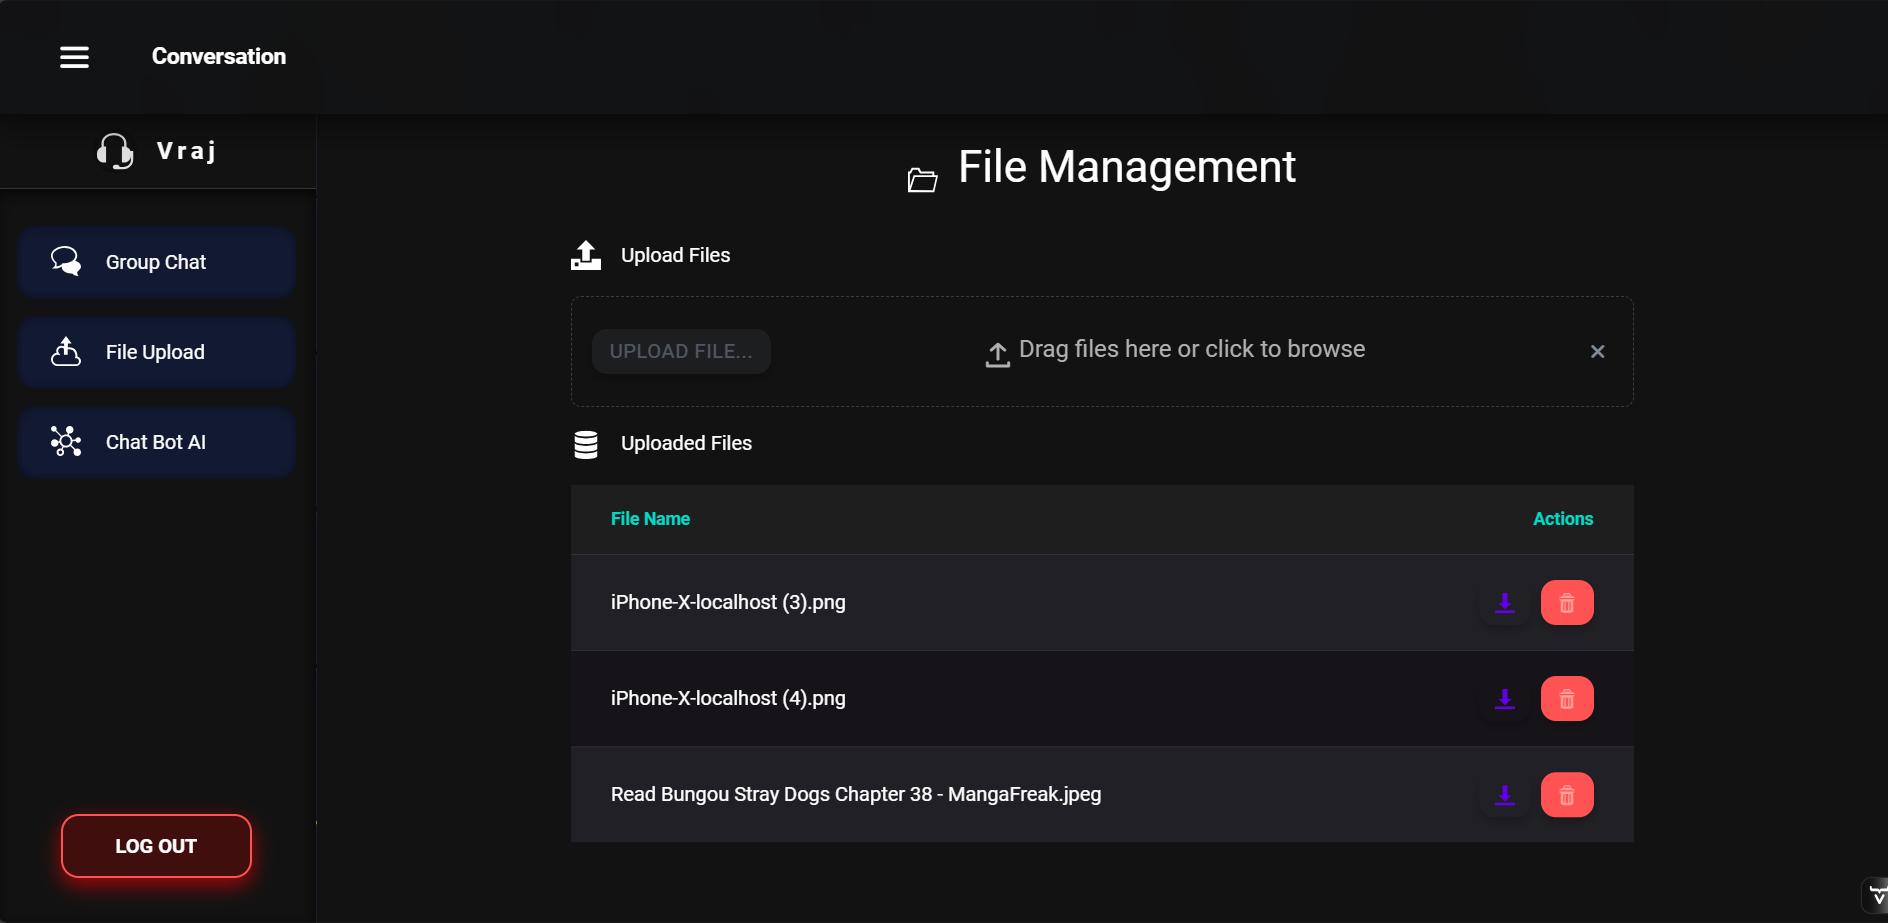 Conversation
Vraj
Group Chat
File Upload
Chat Bot AI
LOG OUT
File Management
Upload Files
UPLOAD FILE...
Drag files here or click to browse
Uploaded Files
File Name Actions
iPhone-X-localhost (3).png
iPhone-X-localhost (4).png
Read Bungou Stray Dogs Chapter 38 - MangaFreak.jpeg